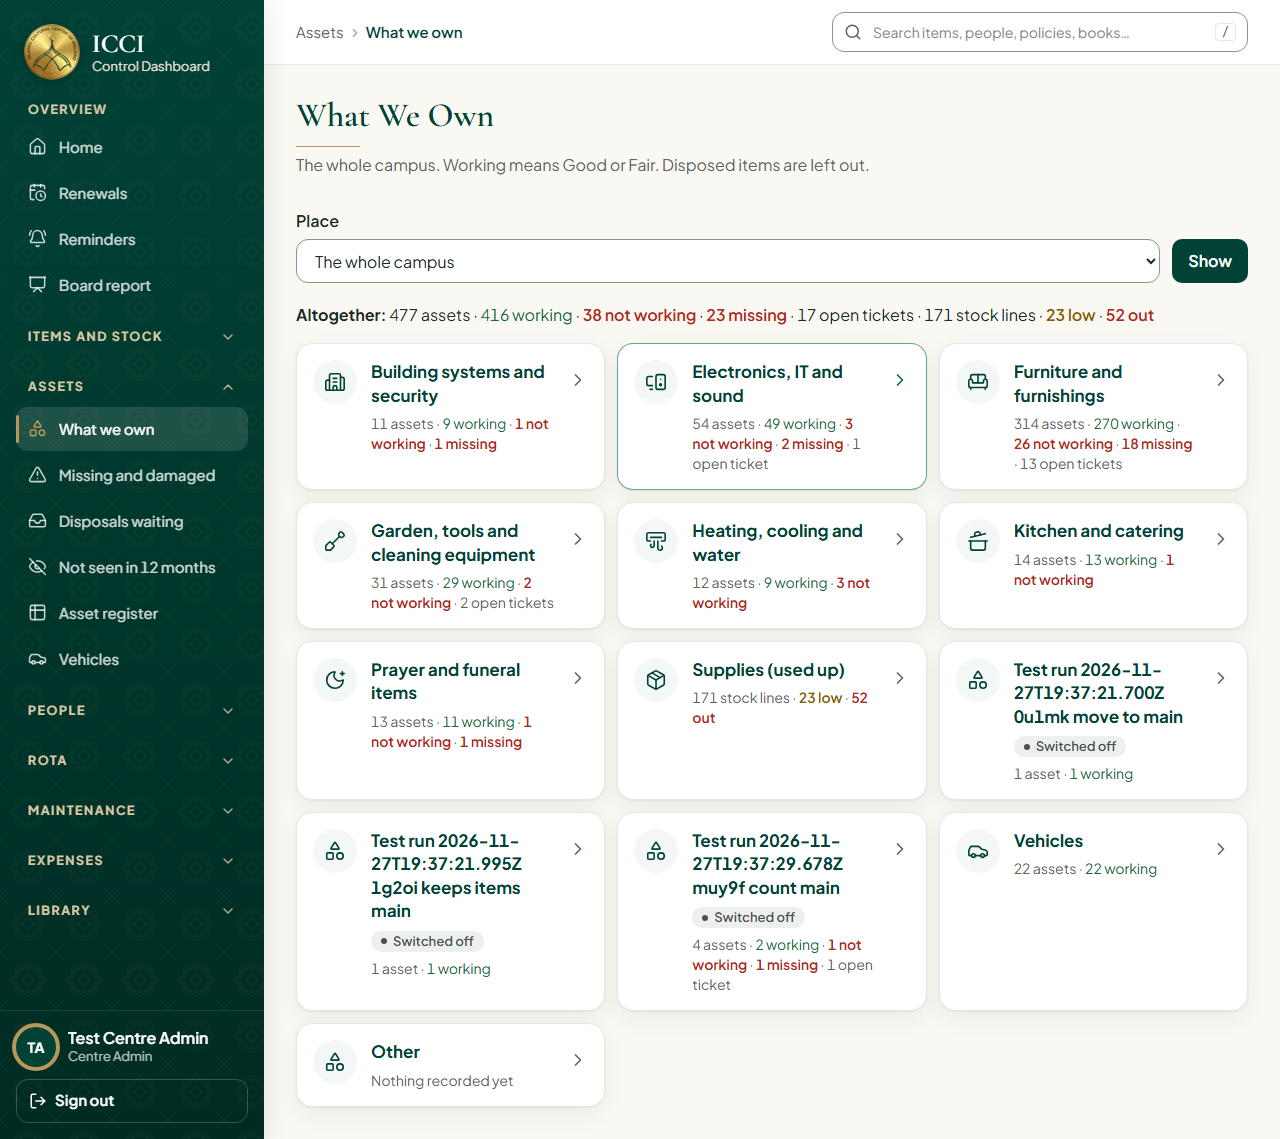 ICCI
Control Dashboard
OVERVIEW
Home
Renewals
Reminders
Board report
ITEMS AND STOCK
ASSETS
What we own
Missing and damaged
Disposals waiting
Not seen in 12 months
Asset register
Vehicles
PEOPLE
ROTA
MAINTENANCE
EXPENSES
LIBRARY
TA
Test Centre Admin
Centre Admin
Sign out
Assets › What we own
Search items, people, policies, books…
/
What We Own
The whole campus. Working means Good or Fair. Disposed items are left out.
Place
The whole campus
Show
Altogether: 477 assets · 416 working · 38 not working · 23 missing · 17 open tickets · 171 stock lines · 23 low · 52 out
Building systems and
security
11 assets · 9 working · 1 not
working · 1 missing
Electronics, IT and
sound
54 assets · 49 working · 3
not working · 2 missing · 1
open ticket
Furniture and
furnishings
314 assets · 270 working ·
26 not working · 18 missing
· 13 open tickets
Garden, tools and
cleaning equipment
31 assets · 29 working · 2
not working · 2 open tickets
Heating, cooling and
water
12 assets · 9 working · 3 not
working
Kitchen and catering
14 assets · 13 working · 1
not working
Prayer and funeral
items
13 assets · 11 working · 1
not working · 1 missing
Supplies (used up)
171 stock lines · 23 low · 52
out
Test run 2026-11-
27T19:37:21.700Z
0u1mk move to main
Switched off
1 asset · 1 working
Test run 2026-11-
27T19:37:21.995Z
1g2oi keeps items
main
Switched off
1 asset · 1 working
Test run 2026-11-
27T19:37:29.678Z
muy9f count main
Switched off
4 assets · 2 working · 1 not
working · 1 missing · 1 open
ticket
Vehicles
22 assets · 22 working
Other
Nothing recorded yet